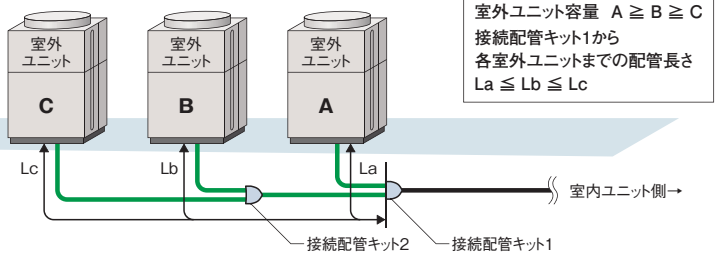 室外ユニット容量 A ≧ B ≧ C
接続配管キット1から
各室外ユニットまでの配管長さ
La ≦ Lb ≦ Lc
室外
ユニット
C
室外
ユニット
B
室外
ユニット
A
Lc
Lb
La
室内ユニット側→
接続配管キット2
接続配管キット1